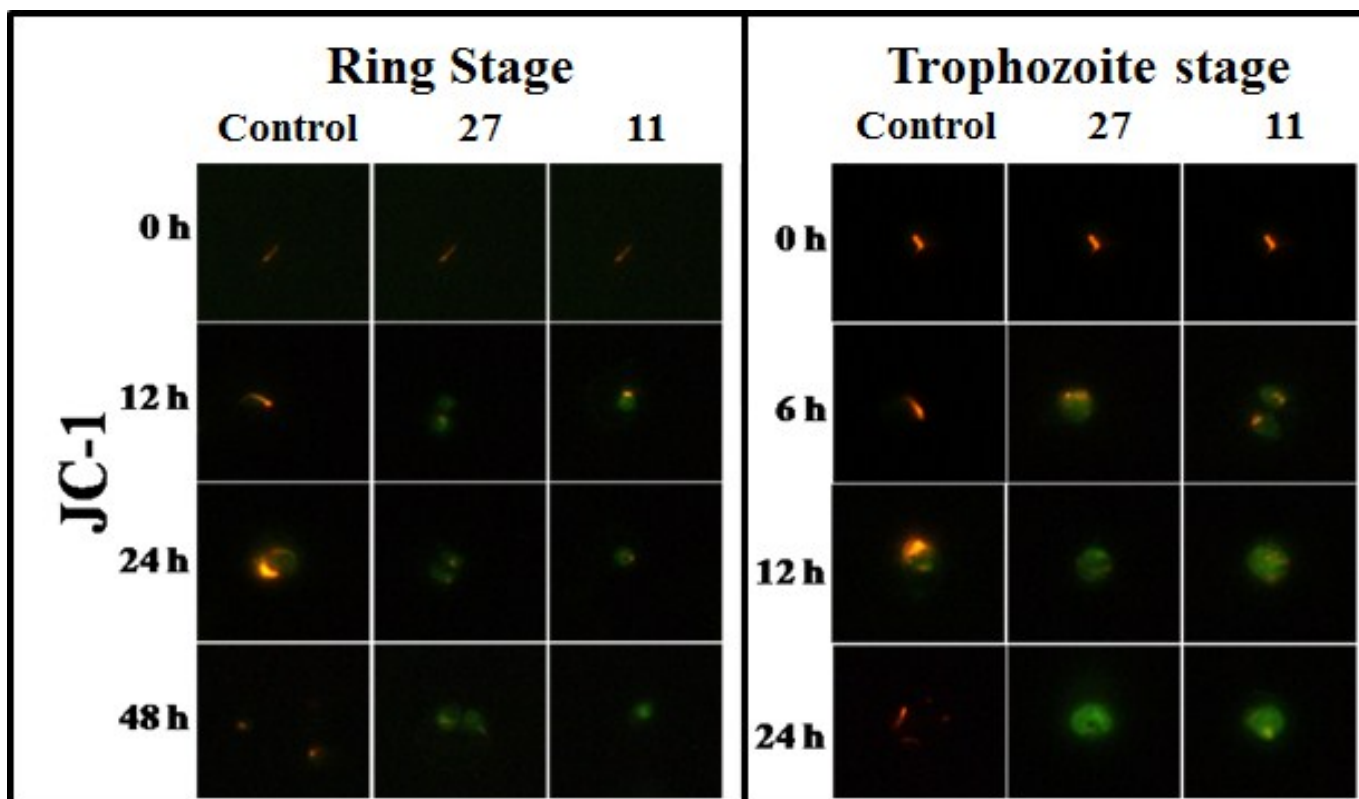 Ring Stage
Control 27 11
0 h
12 h
24 h
48 h
JC-1
Trophozoite stage
Control 27 11
0 h
6 h
12 h
24 h